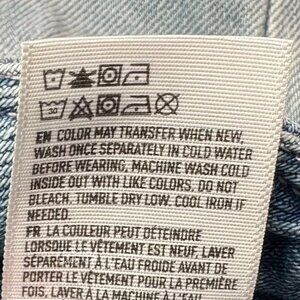 EN COLOR MAY TRANSFER WHEN NEW,
WASH ONCE SEPARATELY IN COLD WATER
BEFORE WEARING, MACHINE WASH COLD
INSIDE OUT WITH LIKE COLORS, DO NOT
BLEACH, TUMBLE DRY LOW, COOL IRON IF
NEEDED.
FR LA COULEUR PEUT DÉTEINDRE
LORSQUE LE VÊTEMENT EST NEUF, LAVER
SÉPARÉMENT À L'EAU FROIDE AVANT DE
PORTER LE VÊTEMENT POUR LA PREMIÈRE
FOIS, LAVER À LA MACHINE À L'EAU